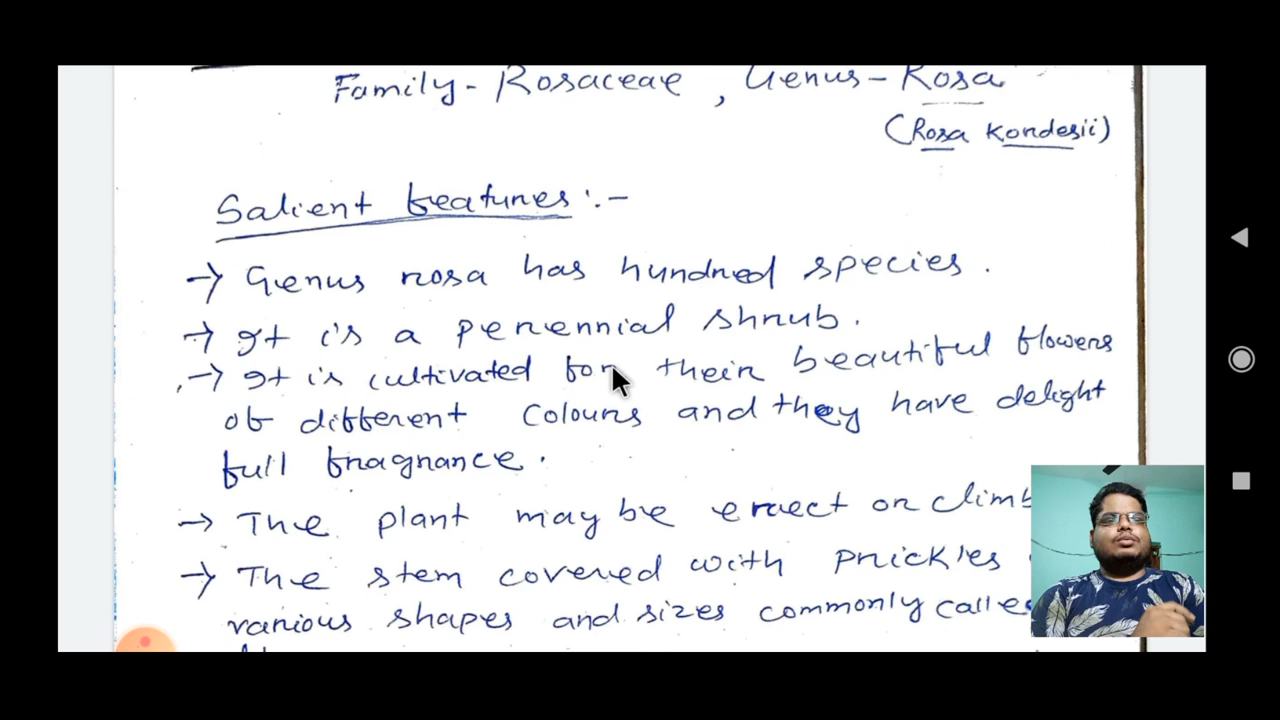 Family - Rosaceae , Genus - Rosa
(Rosa Kordesii)
Salient features :-
→ Genus rosa has hundred species .
→ It is a perennial shrub .
→ It is cultivated for their beautiful flowers
of different Colours and they have delight
full fragnance .
→ The plant may be eraect or climb
→ The stem covered with prickles
various shapes and sizes commonly called